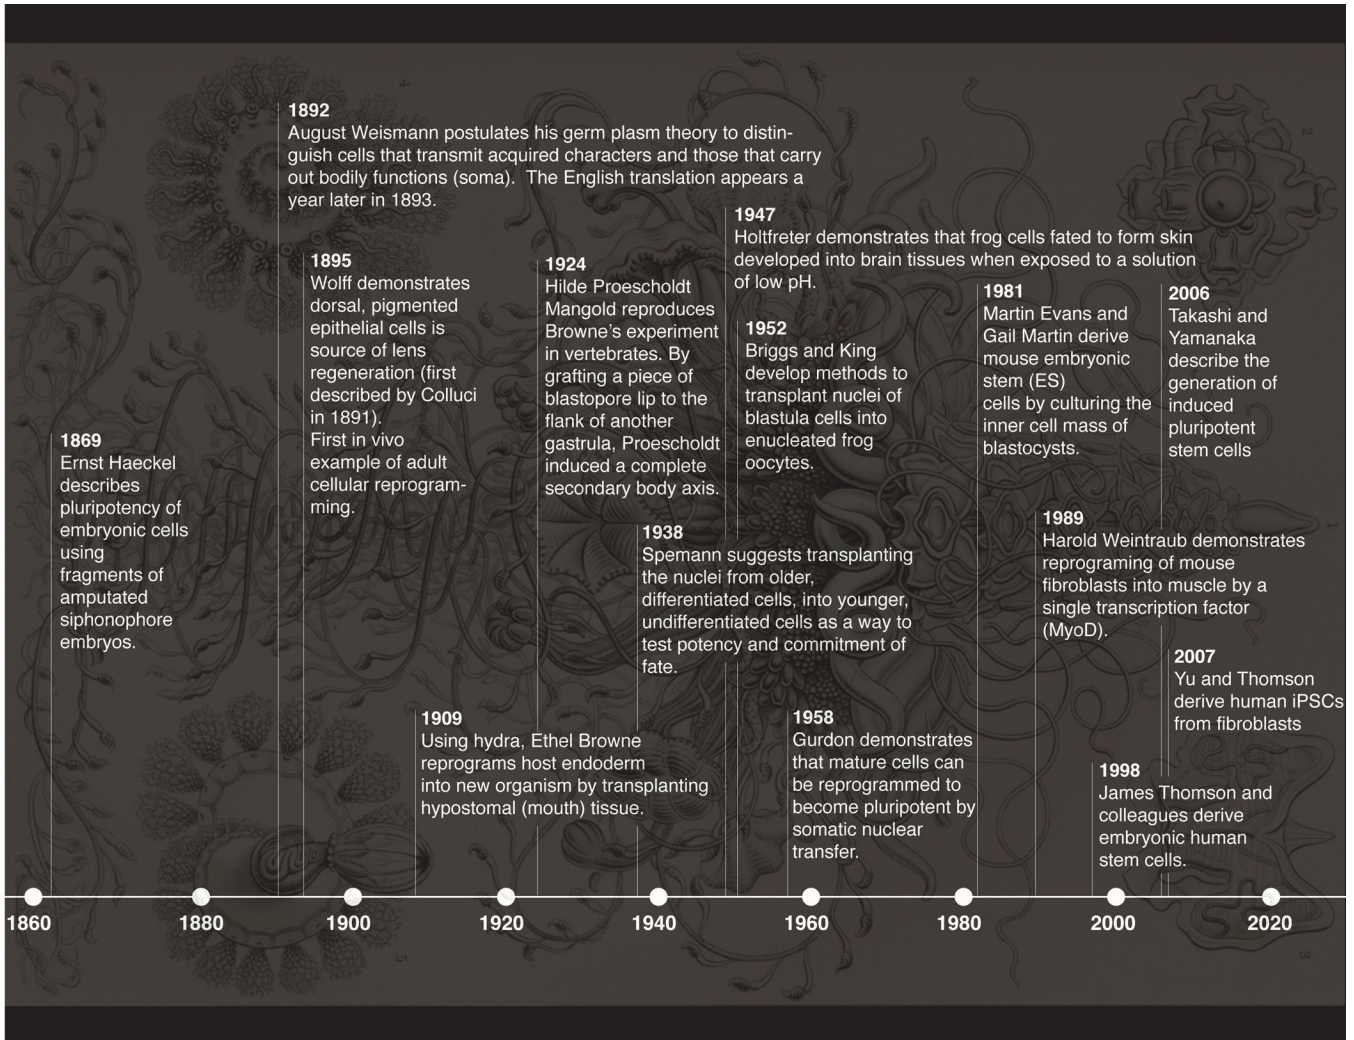 1892
August Weismann postulates his germ plasm theory to distin-
guish cells that transmit acquired characters and those that carry
out bodily functions (soma).  The English translation appears a
year later in 1893.
1947
Holtfreter demonstrates that frog cells fated to form skin
developed into brain tissues when exposed to a solution
of low pH.
1895
Wolff demonstrates
dorsal, pigmented
epithelial cells is
source of lens
regeneration (first
described by Colluci
in 1891).
First in vivo
example of adult
cellular reprogram-
ming.
1924
Hilde Proescholdt
Mangold reproduces
Browne's experiment
in vertebrates. By
grafting a piece of
blastopore lip to the
flank of another
gastrula, Proescholdt
induced a complete
secondary body axis.
1952
Briggs and King
develop methods to
transplant nuclei of
blastula cells into
enucleated frog
oocytes.
1981
Martin Evans and
Gail Martin derive
mouse embryonic
stem (ES)
cells by culturing the
inner cell mass of
blastocysts.
2006
Takashi and
Yamanaka
describe the
generation of
induced
pluripotent
stem cells
1869
Ernst Haeckel
describes
pluripotency of
embryonic cells
using
fragments of
amputated
siphonophore
embryos.
1938
Spemann suggests transplanting
the nuclei from older,
differentiated cells, into younger,
undifferentiated cells as a way to
test potency and commitment of
fate.
1989
Harold Weintraub demonstrates
reprograming of mouse
fibroblasts into muscle by a
single transcription factor
(MyoD).
2007
Yu and Thomson
derive human iPSCs
from fibroblasts
1909
Using hydra, Ethel Browne
reprograms host endoderm
into new organism by transplanting
hypostomal (mouth) tissue.
1958
Gurdon demonstrates
that mature cells can
be reprogrammed to
become pluripotent by
somatic nuclear
transfer.
1998
James Thomson and
colleagues derive
embryonic human
stem cells.
1860 1880 1900 1920 1940 1960 1980 2000 2020